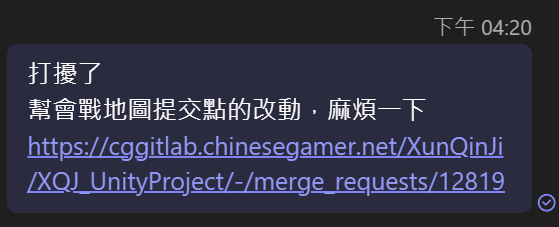 下午 04:20
打擾了
幫會戰地圖提交點的改動，麻煩一下
https://cggitlab.chinesegamer.net/XunQinJi
/XQJ_UnityProject/-/merge_requests/12819